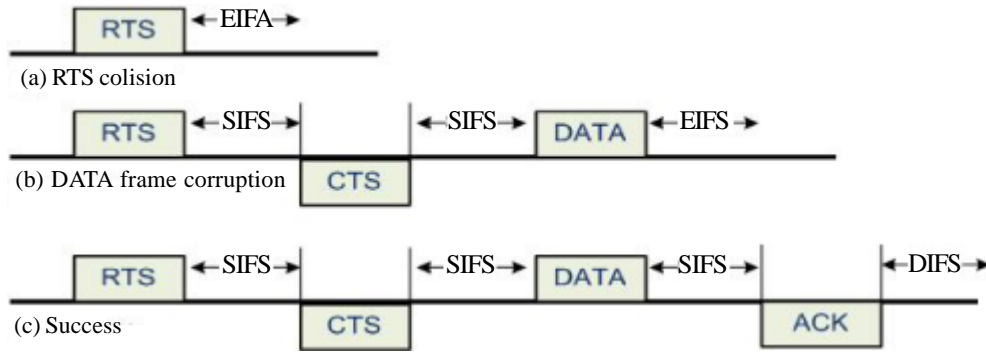 RTS EIFA
(a) RTS colision
RTS SIFS SIFS DATA EIFS
(b) DATA frame corruption CTS
RTS SIFS SIFS DATA SIFS DIFS
(c) Success CTS ACK